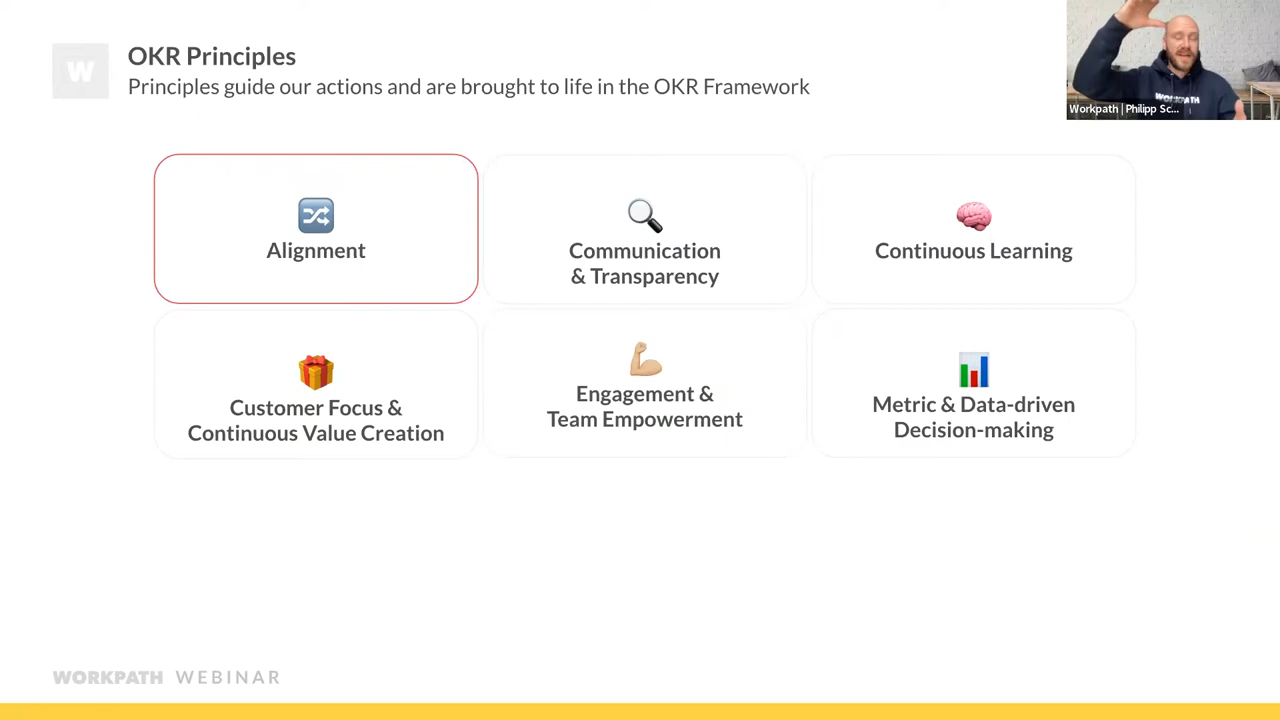 W
OKR Principles
Principles guide our actions and are brought to life in the OKR Framework
WORKPATH
Workpath | Philipp Sc...
Alignment
Communication
& Transparency
Continuous Learning
Customer Focus &
Continuous Value Creation
Engagement &
Team Empowerment
Metric & Data-driven
Decision-making
WORKPATH WEBINAR